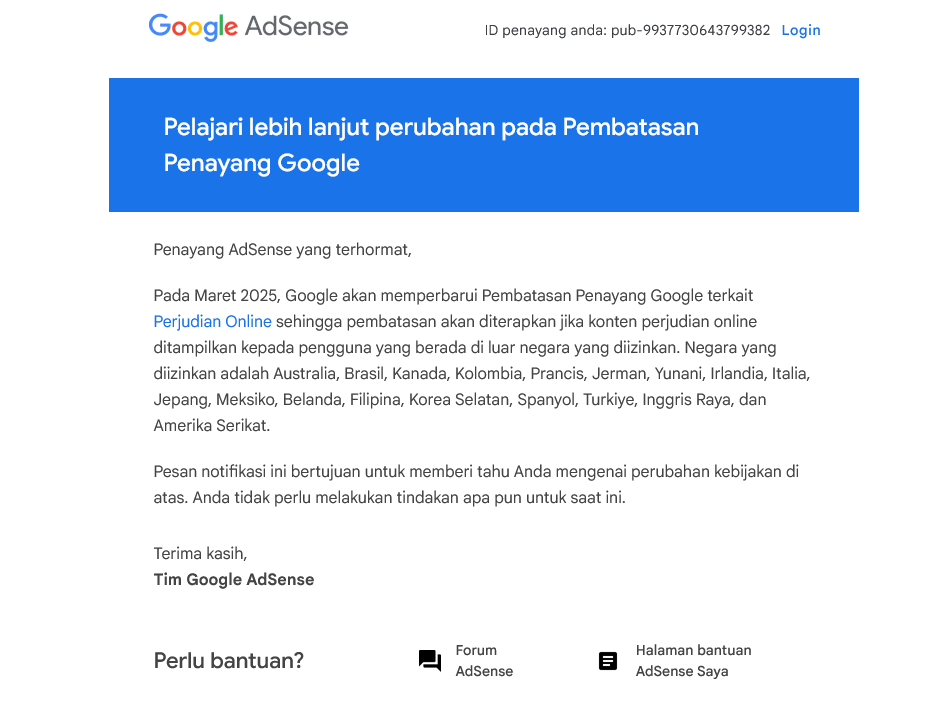 Google AdSense
ID penayang anda: pub-9937730643799382 Login
Pelajari lebih lanjut perubahan pada Pembatasan
Penayang Google
Penayang AdSense yang terhormat,
Pada Maret 2025, Google akan memperbarui Pembatasan Penayang Google terkait
Perjudian Online sehingga pembatasan akan diterapkan jika konten perjudian online
ditampilkan kepada pengguna yang berada di luar negara yang diizinkan. Negara yang
diizinkan adalah Australia, Brasil, Kanada, Kolombia, Prancis, Jerman, Yunani, Irlandia, Italia,
Jepang, Meksiko, Belanda, Filipina, Korea Selatan, Spanyol, Turkiye, Inggris Raya, dan
Amerika Serikat.
Pesan notifikasi ini bertujuan untuk memberi tahu Anda mengenai perubahan kebijakan di
atas. Anda tidak perlu melakukan tindakan apa pun untuk saat ini.
Terima kasih,
Tim Google AdSense
Perlu bantuan?
Forum
AdSense
Halaman bantuan
AdSense Saya